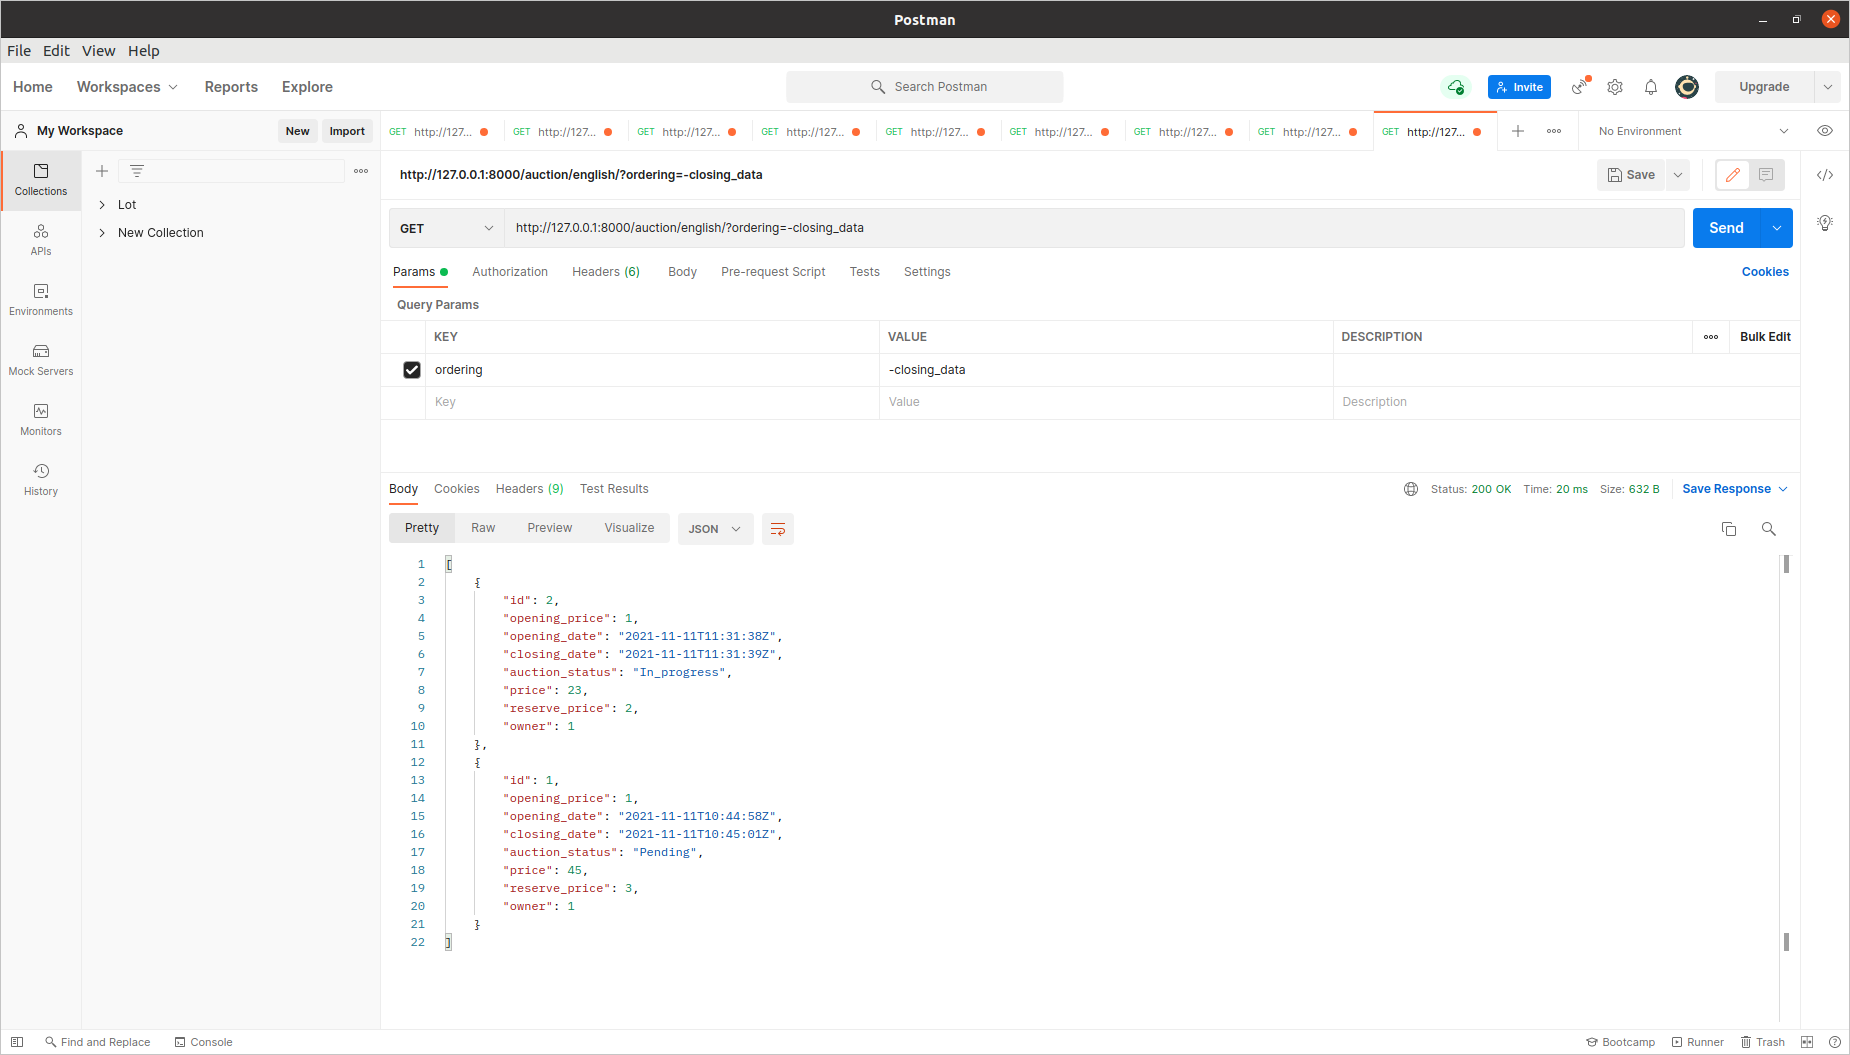 Postman
File Edit View Help
Home Workspaces Reports Explore Search Postman Invite Upgrade
My Workspace New Import GET http://127... GET http://127... GET http://127... GET http://127... GET http://127... GET http://127... GET http://127... GET http://127... GET http://127... No Environment
Collections
APIs
Environments
Mock Servers
Monitors
History
Lot
New Collection
http://127.0.0.1:8000/auction/english/?ordering=-closing_data Save
GET http://127.0.0.1:8000/auction/english/?ordering=-closing_data Send
Params Authorization Headers (6) Body Pre-request Script Tests Settings Cookies
Query Params
KEY VALUE DESCRIPTION Bulk Edit
ordering -closing_data
Key Value Description
Body Cookies Headers (9) Test Results Status: 200 OK Time: 20 ms Size: 632 B Save Response
Pretty Raw Preview Visualize JSON
1 [
2 {
3 "id": 2,
4 "opening_price": 1,
5 "opening_date": "2021-11-11T11:31:38Z",
6 "closing_date": "2021-11-11T11:31:39Z",
7 "auction_status": "In_progress",
8 "price": 23,
9 "reserve_price": 2,
10 "owner": 1
11 },
12 {
13 "id": 1,
14 "opening_price": 1,
15 "opening_date": "2021-11-11T10:44:58Z",
16 "closing_date": "2021-11-11T10:45:01Z",
17 "auction_status": "Pending",
18 "price": 45,
19 "reserve_price": 3,
20 "owner": 1
21 }
22 ]
Find and Replace Console Bootcamp Runner Trash